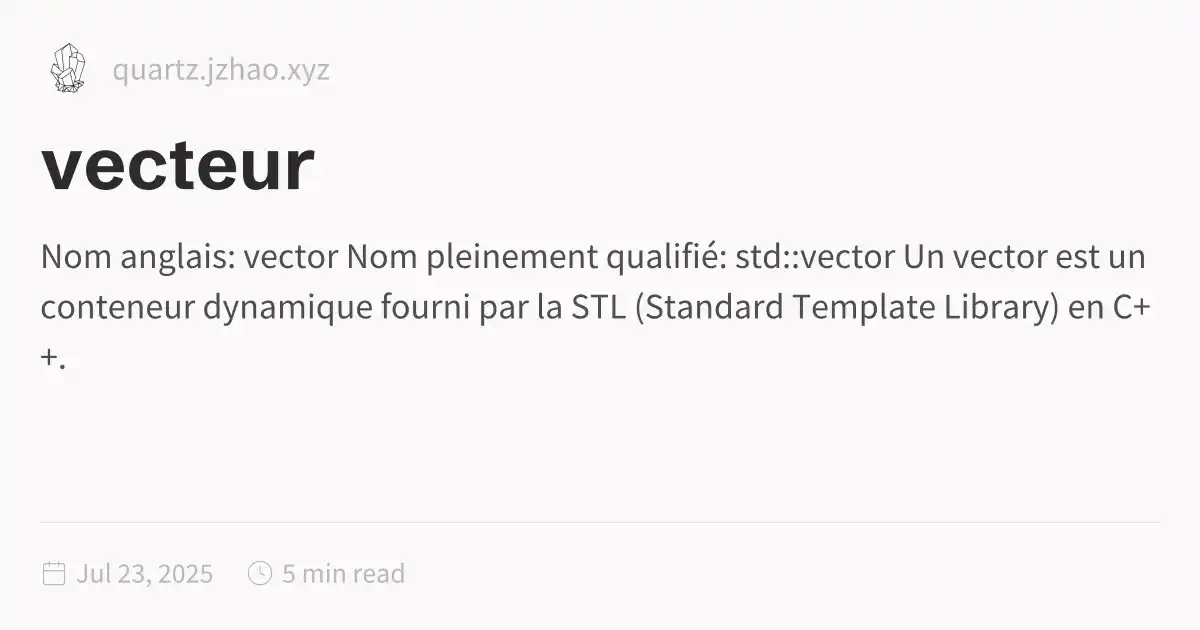 quartz.jzhao.xyz
vecteur
Nom anglais: vector Nom pleinement qualifié: std::vector Un vector est un
conteneur dynamique fourni par la STL (Standard Template Library) en C+
+.
Jul 23, 2025 5 min read